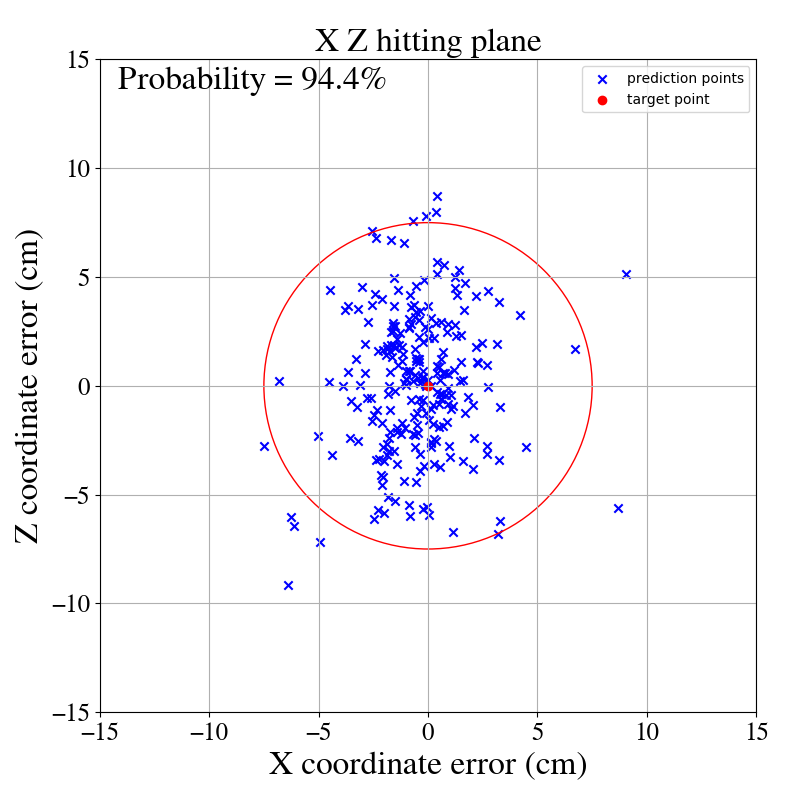 X Z hitting plane
Probability = 94.4%
prediction points
target point
15
10
5
0
−5
−10
−15
Z coordinate error (cm)
−15 −10 −5 0 5 10 15
X coordinate error (cm)